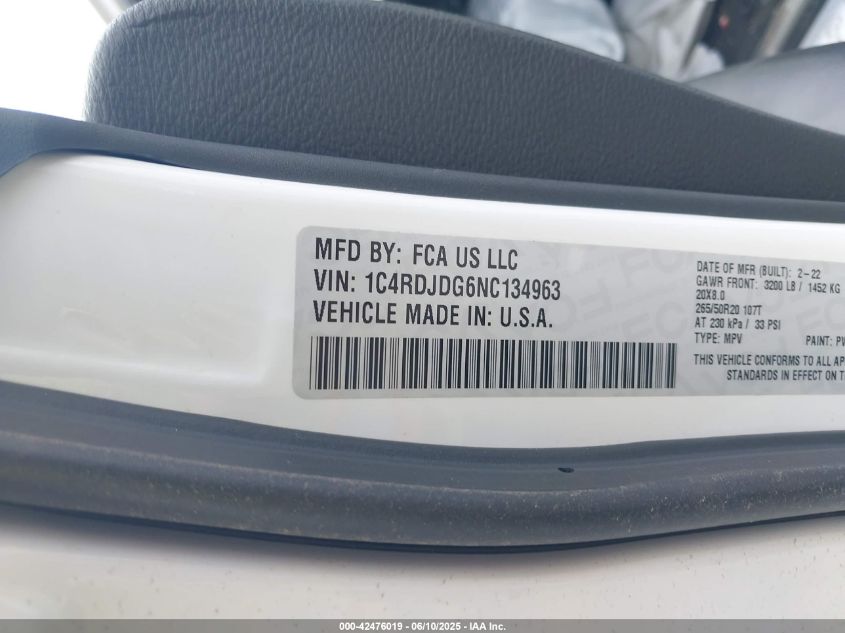 MFD BY: FCA US LLC
VIN: 1C4RDJDG6NC134963
VEHICLE MADE IN: U.S.A.
DATE OF MFR (BUILT): 2-22
GAWR FRONT: 3200 LB / 1452 KG
20X8.0
265/50R20 107T
AT 230 kPa / 33 PSI
TYPE: MPV PAINT: PW
THIS VEHICLE CONFORMS TO ALL AP
STANDARDS IN EFFECT ON T
000-42476019 - 06/10/2025 - IAA Inc.